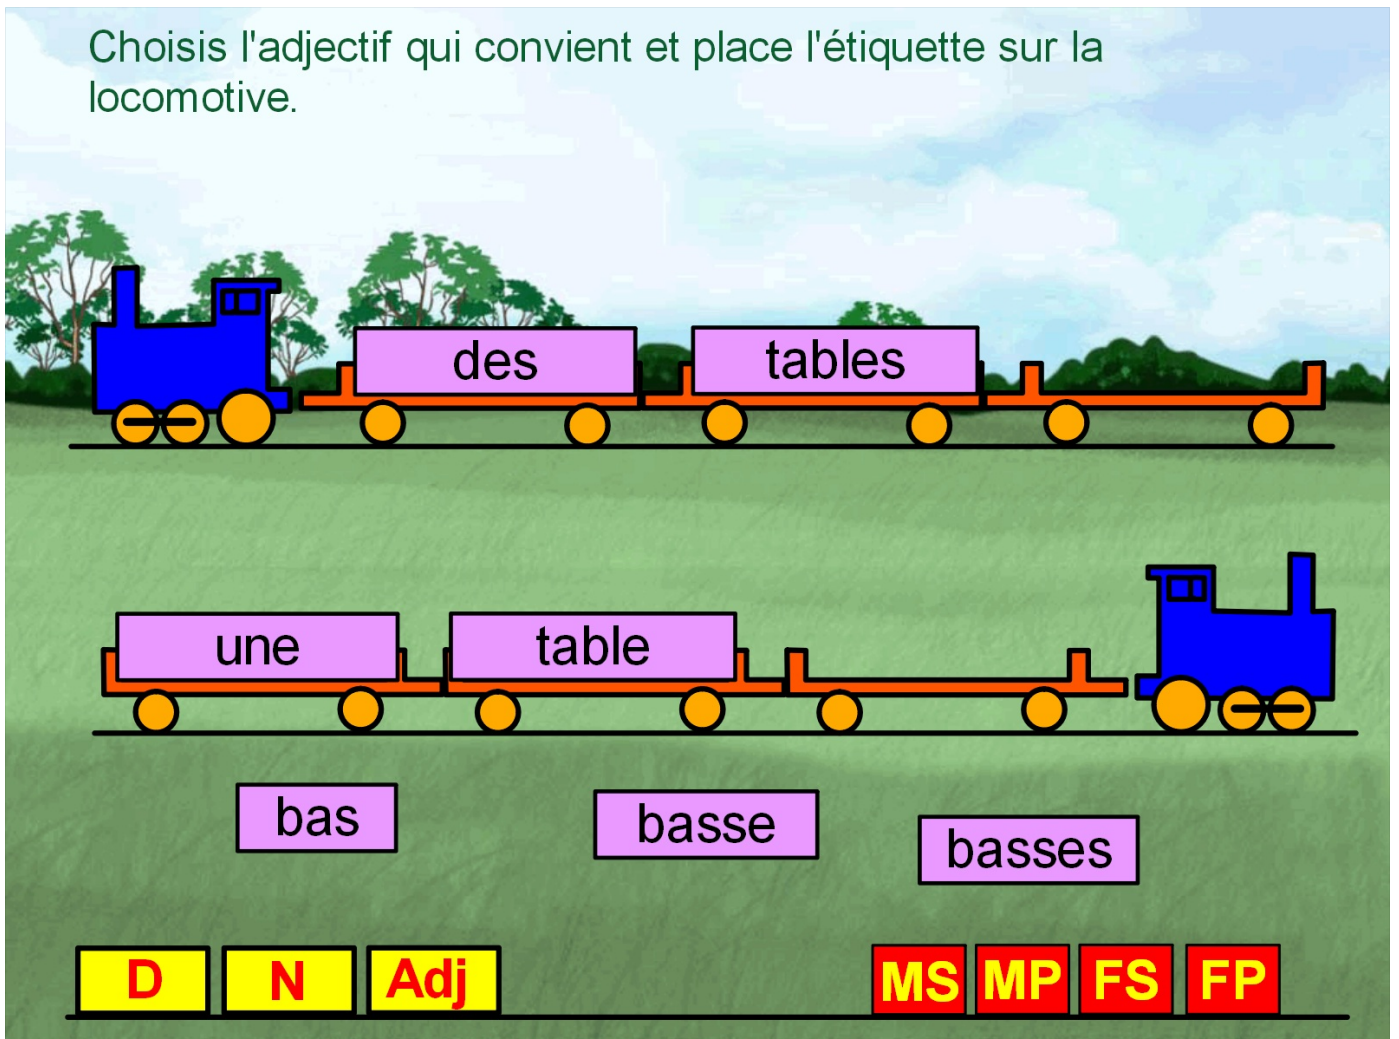 Choisis l'adjectif qui convient et place l'étiquette sur la
locomotive.
des tables
une table
bas basse basses
D N Adj MS MP FS FP